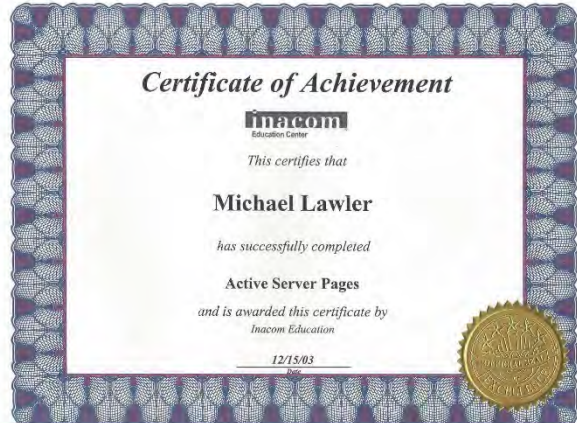 Certificate of Achievement
inacom
Education Center
This certifies that
Michael Lawler
has successfully completed
Active Server Pages
and is awarded this certificate by
Inacom Education
12/15/03
Date
EXCELLENCE